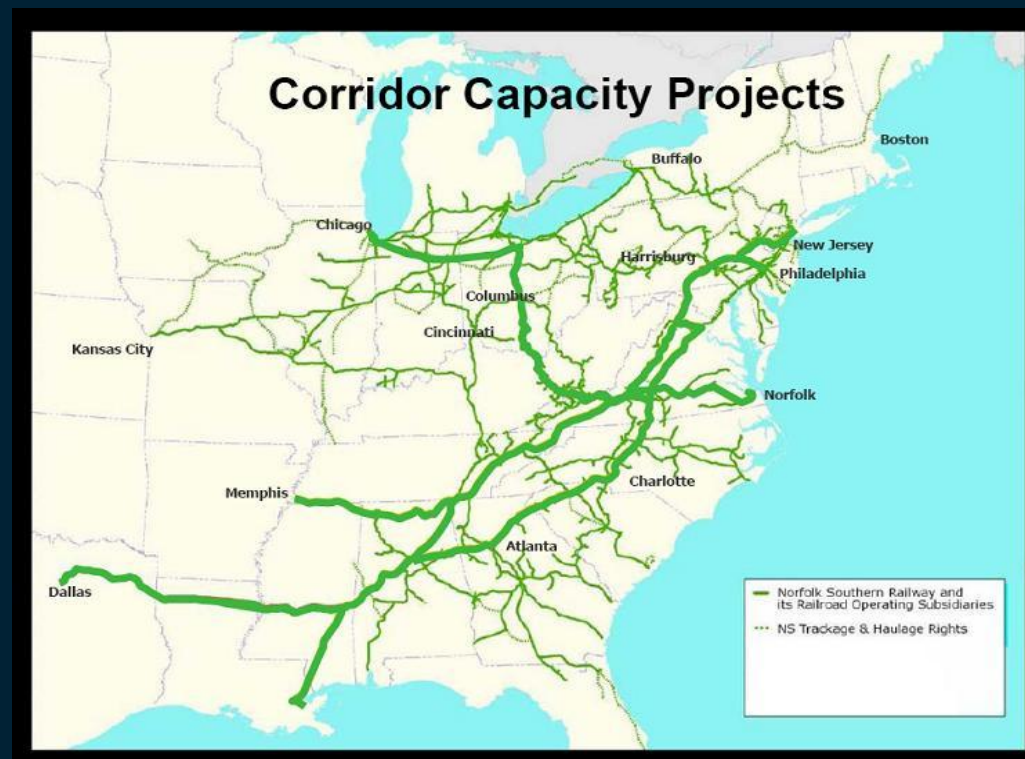 Corridor Capacity Projects
Boston
Buffalo
Chicago
New Jersey
Harrisburg
Philadelphia
Columbus
Cincinnati
Kansas City
Norfolk
Charlotte
Memphis
Atlanta
Dallas
Norfolk Southern Railway and
its Railroad Operating Subsidiaries
NS Trackage & Haulage Rights